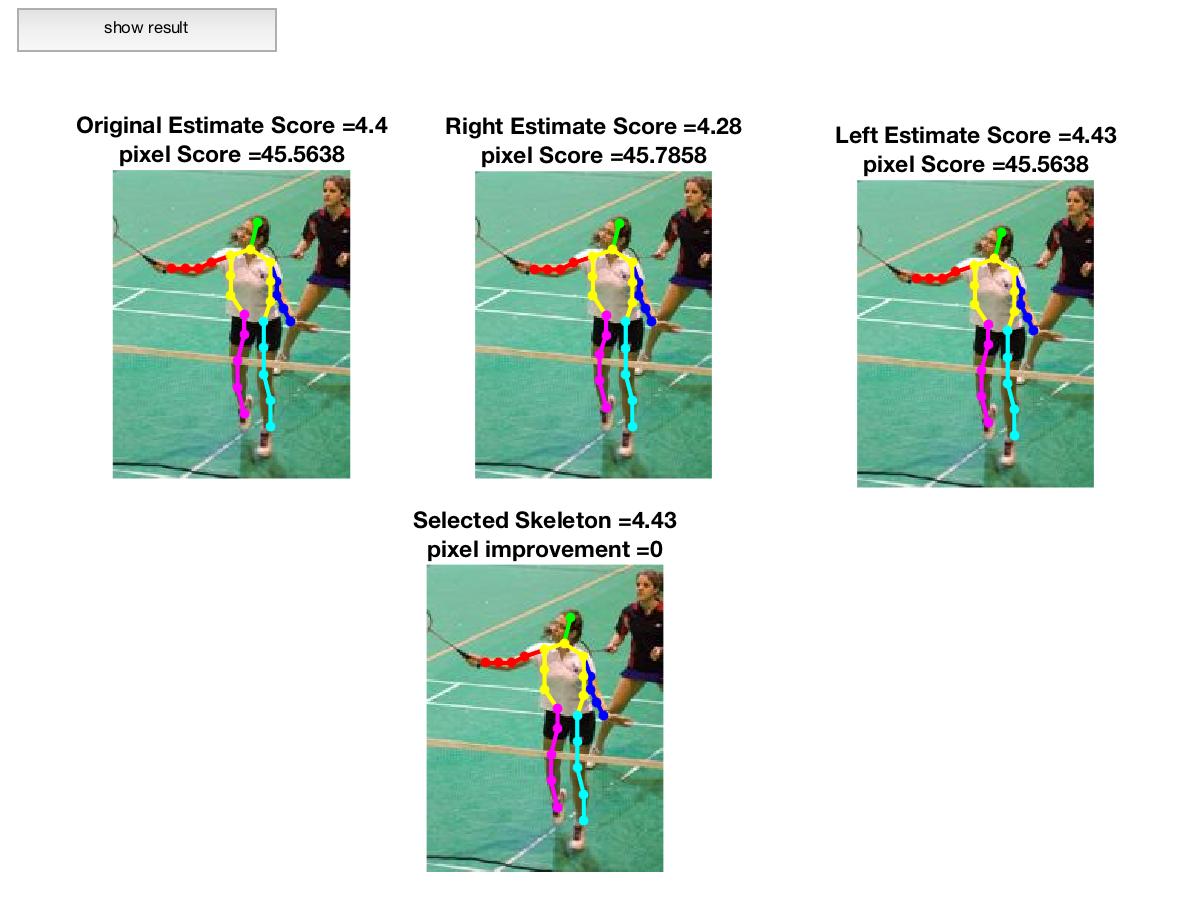 show result
Original Estimate Score =4.4
pixel Score =45.5638
Right Estimate Score =4.28
pixel Score =45.7858
Left Estimate Score =4.43
pixel Score =45.5638
Selected Skeleton =4.43
pixel improvement =0